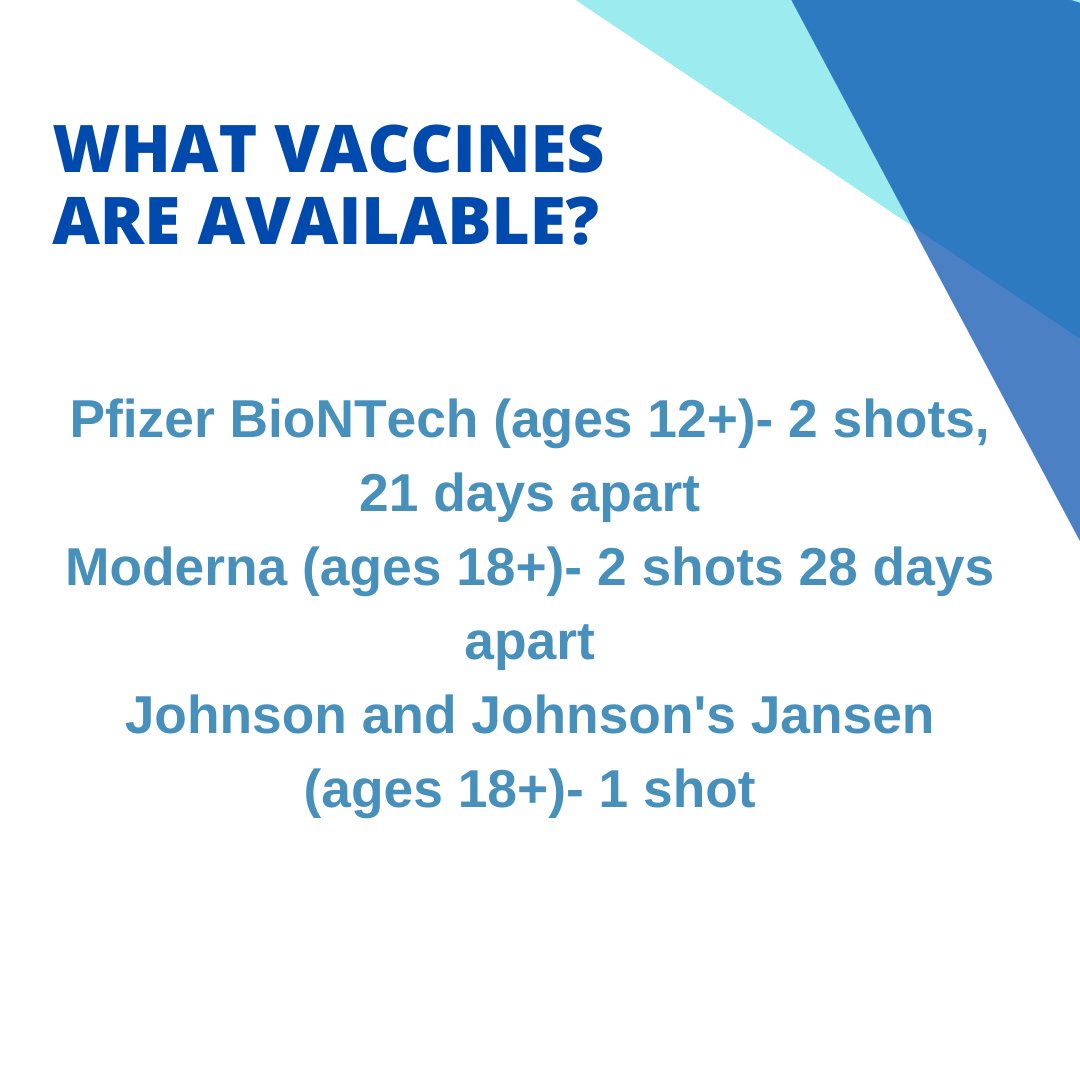 WHAT VACCINES
ARE AVAILABLE?
Pfizer BioNTech (ages 12+)- 2 shots,
21 days apart
Moderna (ages 18+)- 2 shots 28 days
apart
Johnson and Johnson's Jansen
(ages 18+)- 1 shot